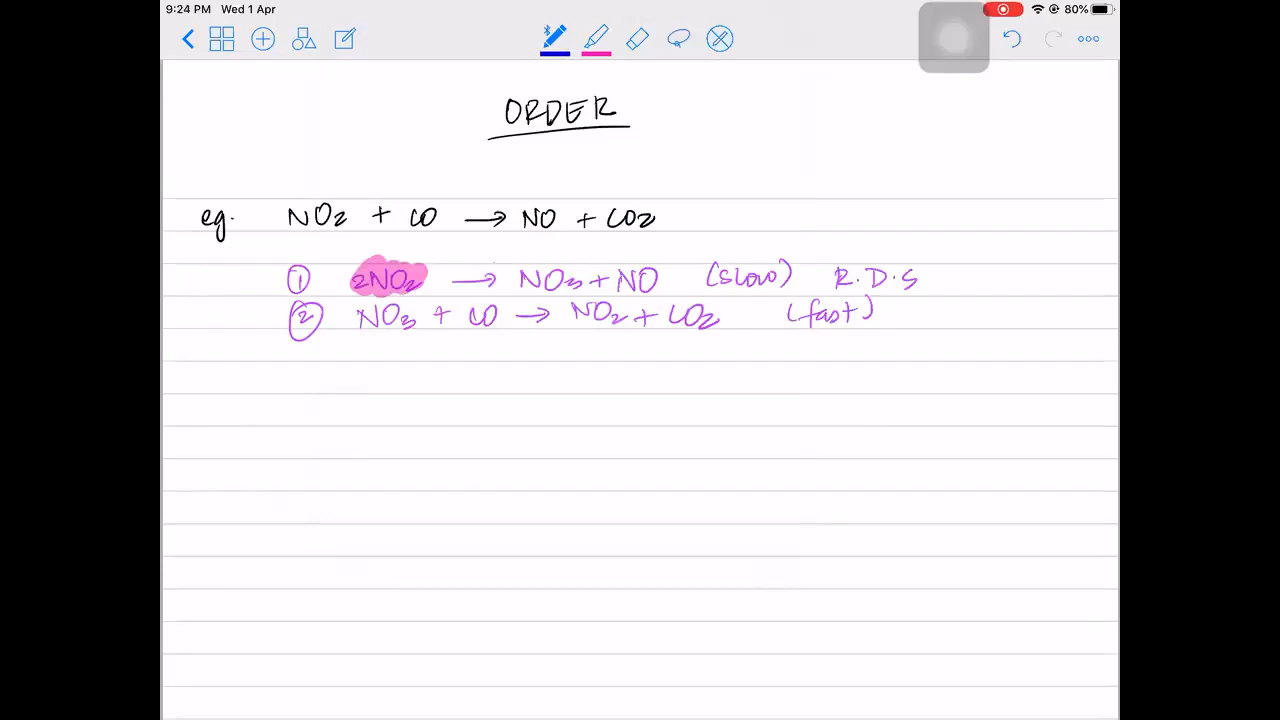 9:24 PM Wed 1 Apr 80%
ORDER
eg. NO2 + CO → NO + CO2
① 2NO2 → NO3 + NO (slow) R.D.S
② NO3 + CO → NO2 + CO2 (fast)